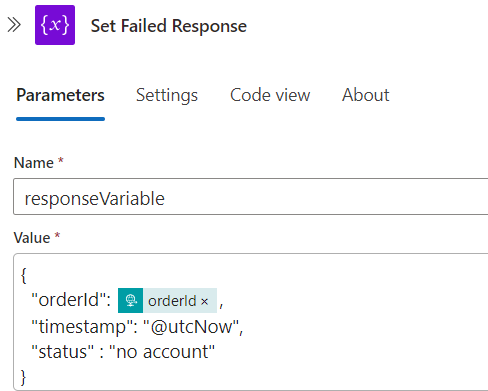 {x} Set Failed Response
Parameters Settings Code view About
Name *
responseVariable
Value *
{
"orderId": orderId × ,
"timestamp": "@utcNow",
"status" : "no account"
}